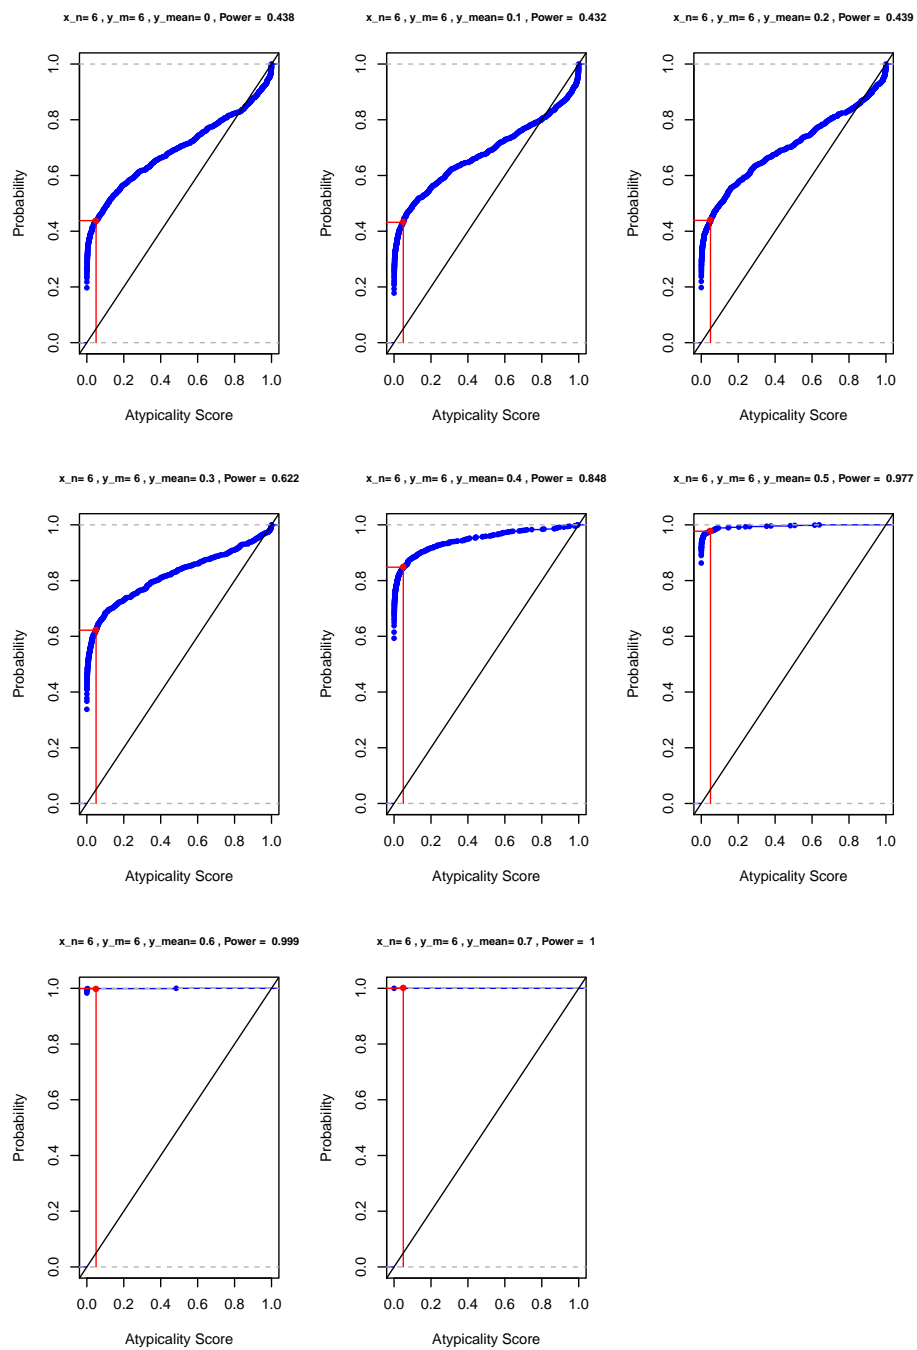 x_n= 6 , y_m= 6 , y_mean= 0 , Power = 0.438
Probability
1.0
0.8
0.6
0.4
0.2
0.0
0.0 0.2 0.4 0.6 0.8 1.0
Atypicality Score
x_n= 6 , y_m= 6 , y_mean= 0.1 , Power = 0.432
Probability
1.0
0.8
0.6
0.4
0.2
0.0
0.0 0.2 0.4 0.6 0.8 1.0
Atypicality Score
x_n= 6 , y_m= 6 , y_mean= 0.2 , Power = 0.439
Probability
1.0
0.8
0.6
0.4
0.2
0.0
0.0 0.2 0.4 0.6 0.8 1.0
Atypicality Score
x_n= 6 , y_m= 6 , y_mean= 0.3 , Power = 0.622
Probability
1.0
0.8
0.6
0.4
0.2
0.0
0.0 0.2 0.4 0.6 0.8 1.0
Atypicality Score
x_n= 6 , y_m= 6 , y_mean= 0.4 , Power = 0.848
Probability
1.0
0.8
0.6
0.4
0.2
0.0
0.0 0.2 0.4 0.6 0.8 1.0
Atypicality Score
x_n= 6 , y_m= 6 , y_mean= 0.5 , Power = 0.977
Probability
1.0
0.8
0.6
0.4
0.2
0.0
0.0 0.2 0.4 0.6 0.8 1.0
Atypicality Score
x_n= 6 , y_m= 6 , y_mean= 0.6 , Power = 0.999
Probability
1.0
0.8
0.6
0.4
0.2
0.0
0.0 0.2 0.4 0.6 0.8 1.0
Atypicality Score
x_n= 6 , y_m= 6 , y_mean= 0.7 , Power = 1
Probability
1.0
0.8
0.6
0.4
0.2
0.0
0.0 0.2 0.4 0.6 0.8 1.0
Atypicality Score